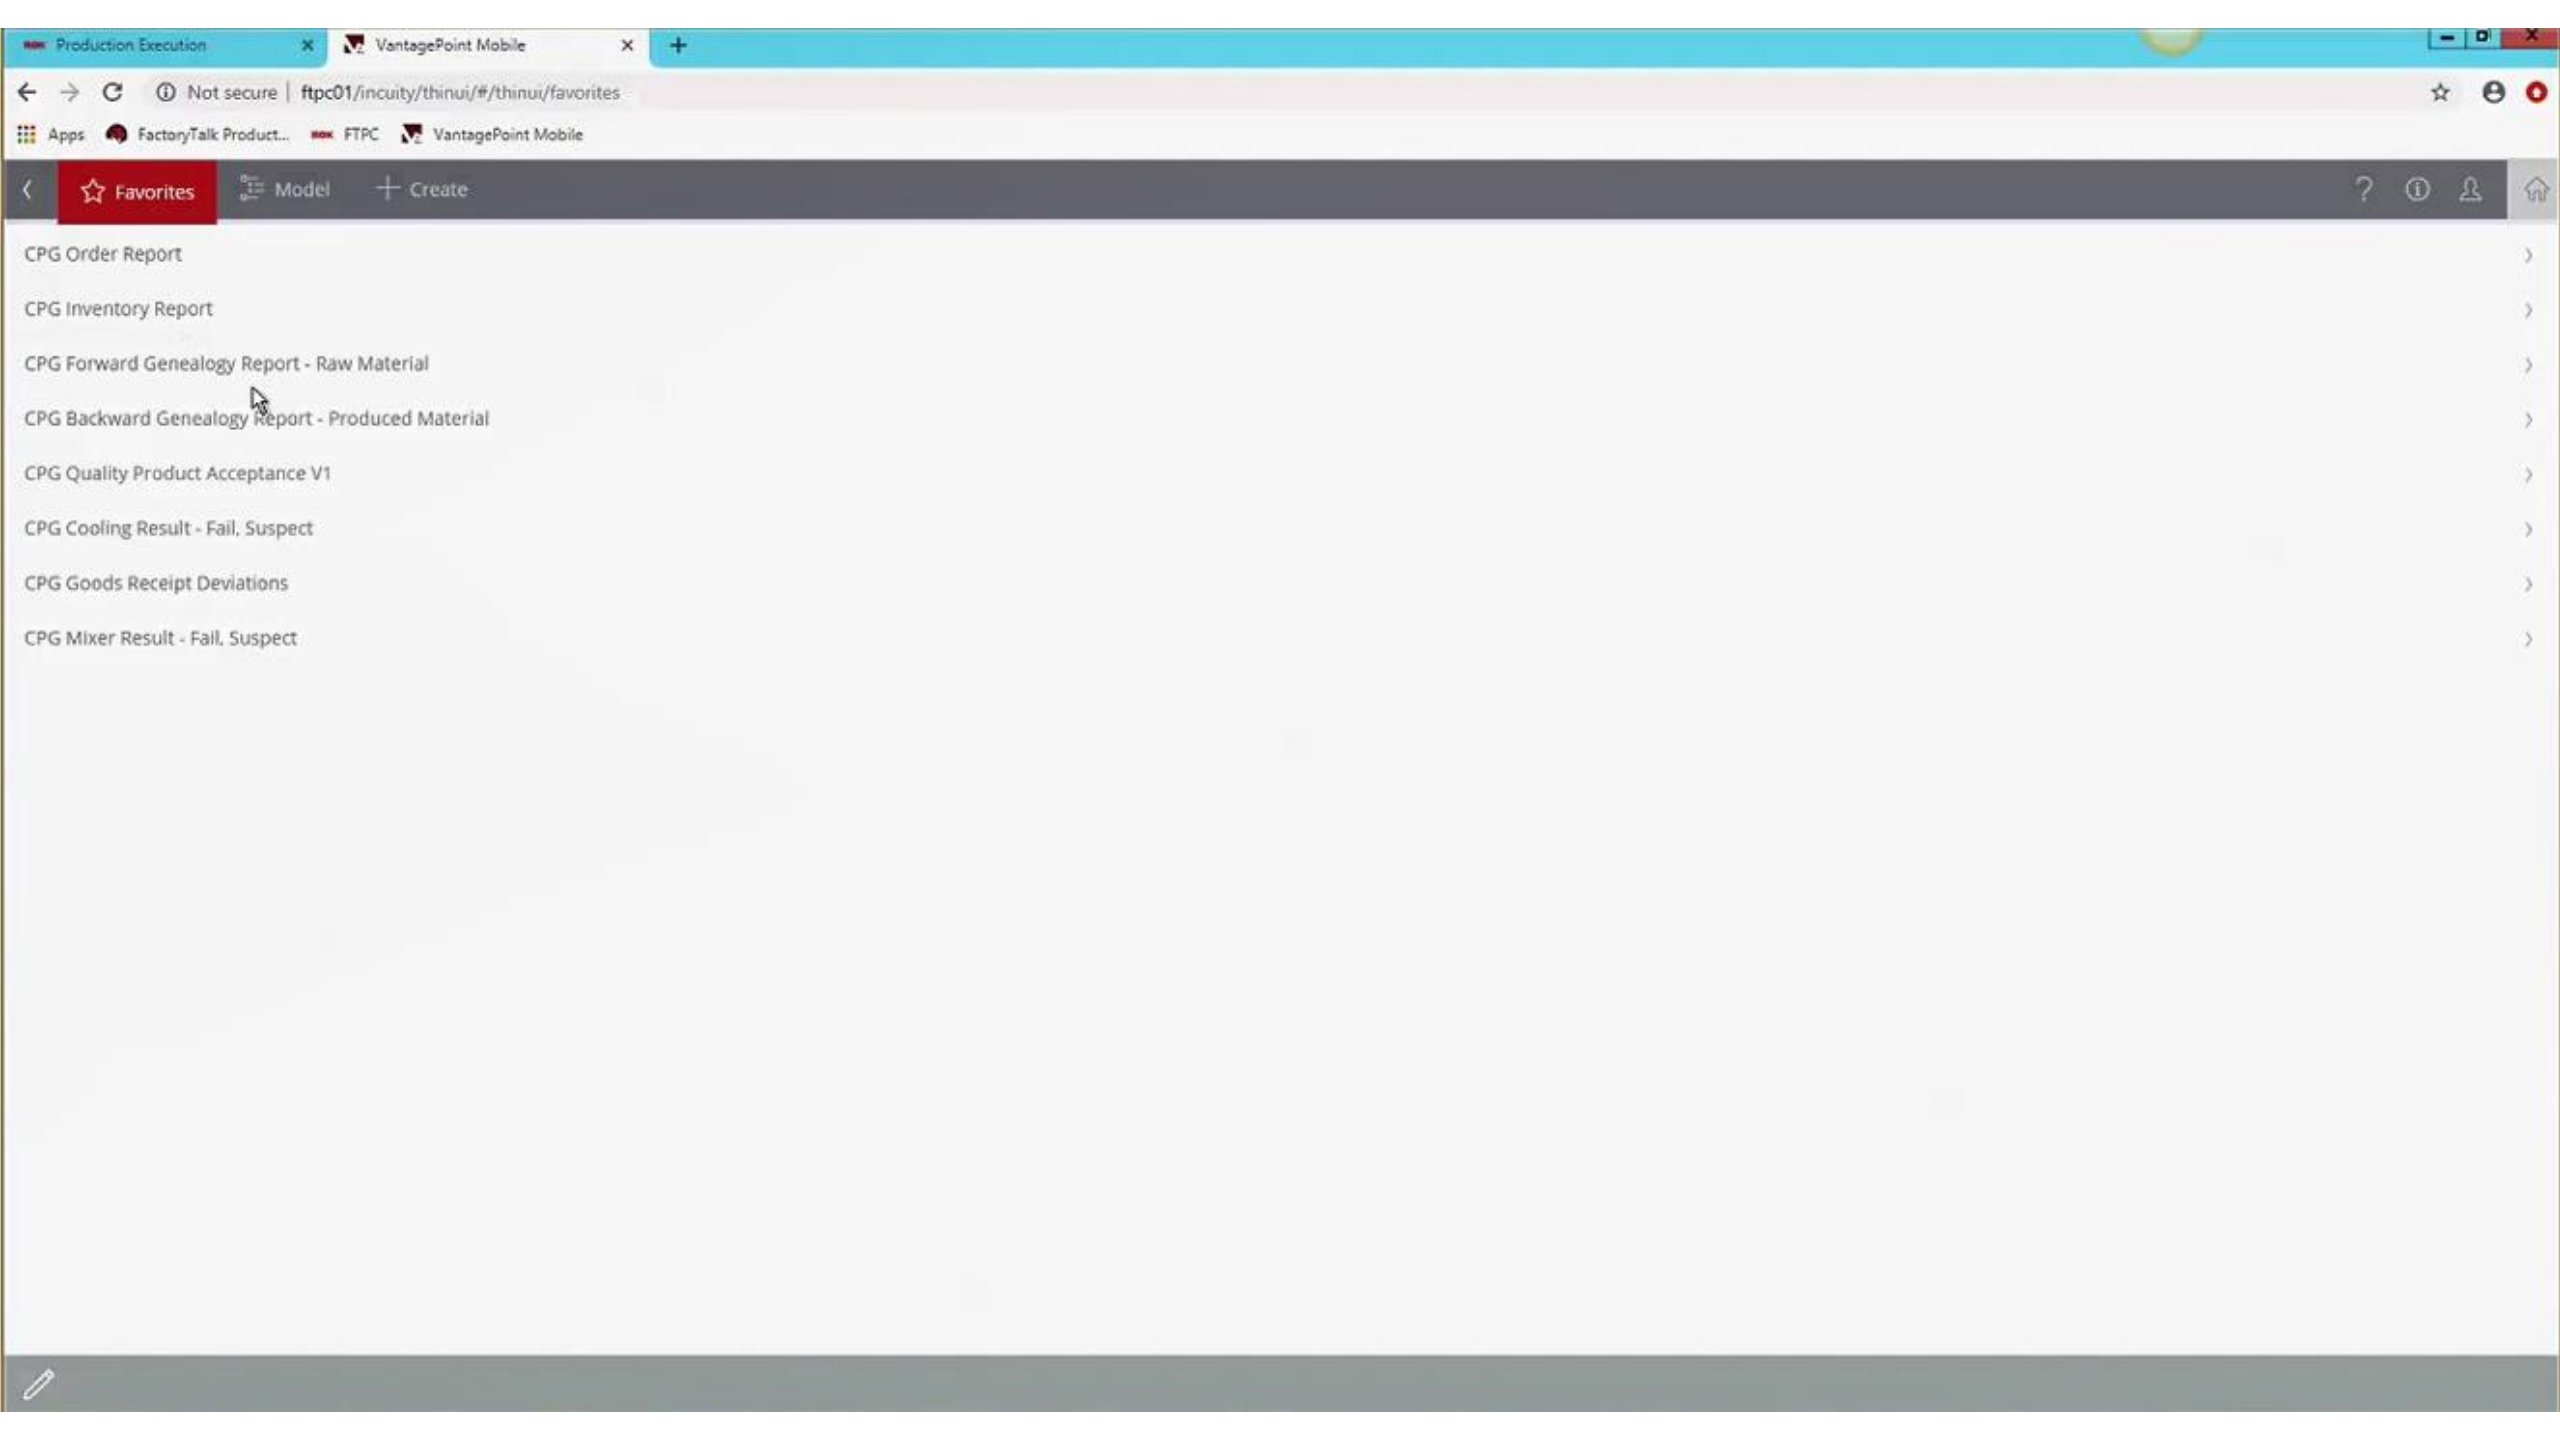 Production Execution
VantagePoint Mobile
Not secure | ftpc01/incuity/thinui/#/thinui/favorites
Apps FactoryTalk Product... FTPC VantagePoint Mobile
Favorites Model + Create
CPG Order Report
CPG Inventory Report
CPG Forward Genealogy Report - Raw Material
CPG Backward Genealogy Report - Produced Material
CPG Quality Product Acceptance V1
CPG Cooling Result - Fail, Suspect
CPG Goods Receipt Deviations
CPG Mixer Result - Fail, Suspect